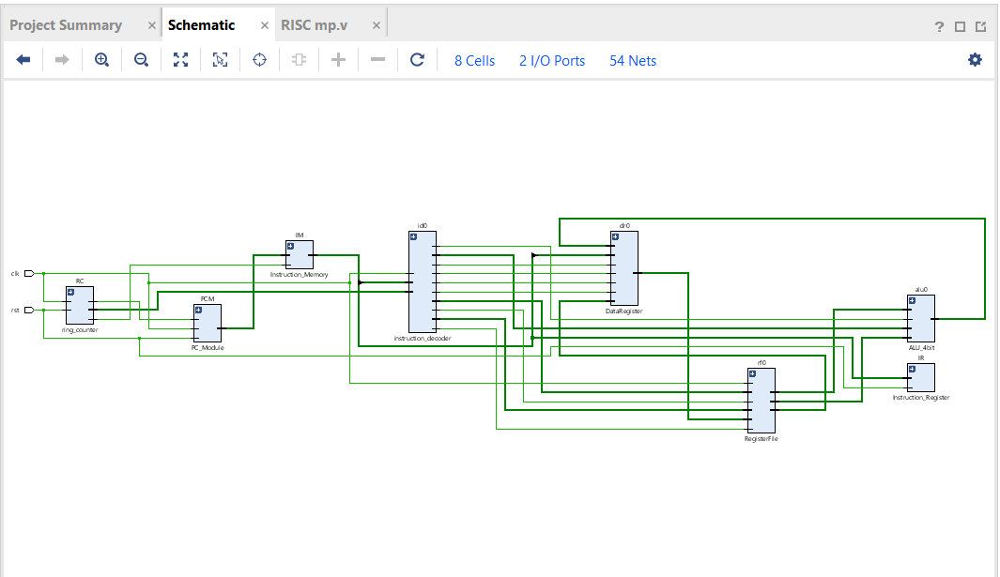 Project Summary × Schematic × RISC mp.v ×
?
8 Cells 2 I/O Ports 54 Nets
clk
rst
RC
ring_counter
PCM
PC_Module
IM
Instruction_Memory
id0
instruction_decoder
dr0
DataRegister
rf0
RegisterFile
alu0
ALU_4bit
IR
Instruction_Register